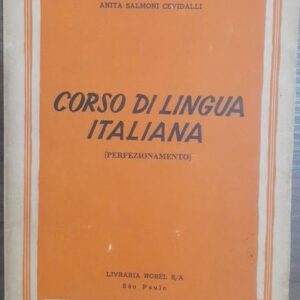 ANITA SALMONI CEVIDALLI
CORSO DI LINGUA
ITALIANA
[PERFEZIONAMENTO]
LIVRARIA NOBEL S/A
São Paulo